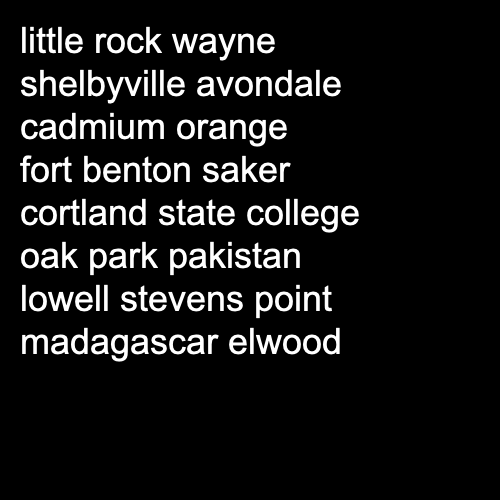 little rock wayne
shelbyville avondale
cadmium orange
fort benton saker
cortland state college
oak park pakistan
lowell stevens point
madagascar elwood